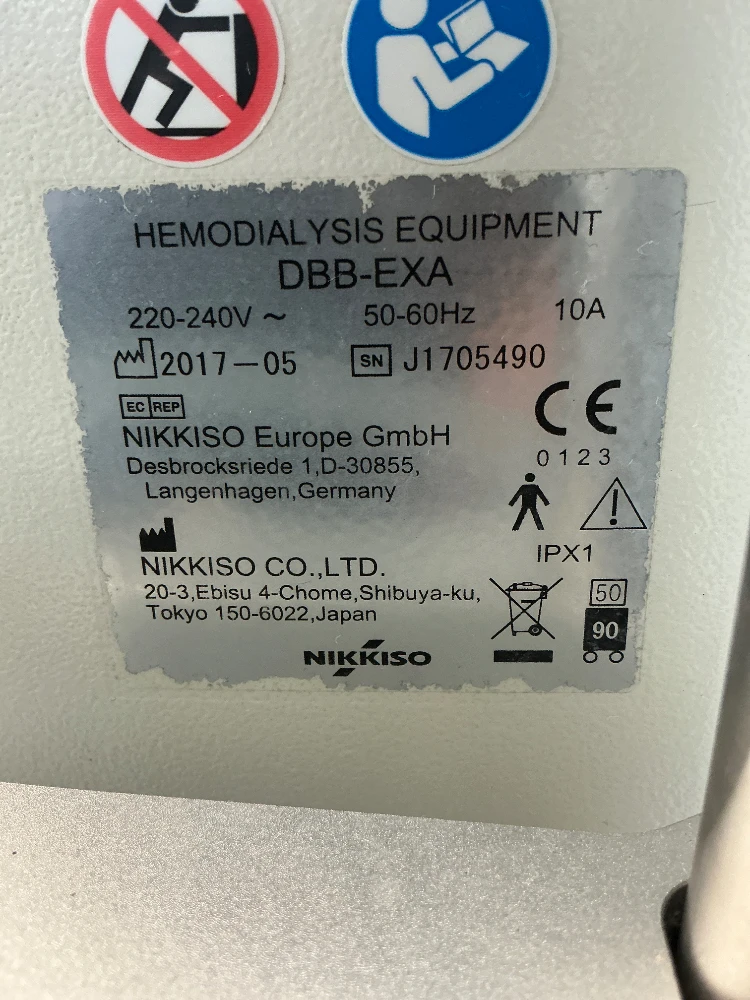 HEMODIALYSIS EQUIPMENT
DBB-EXA
220-240V ~ 50-60Hz 10A
2017-05 SN J1705490
EC REP
NIKKISO Europe GmbH
Desbrocksriede 1,D-30855,
Langenhagen,Germany
CE
0123
NIKKISO CO.,LTD.
20-3,Ebisu 4-Chome,Shibuya-ku,
Tokyo 150-6022,Japan
IPX1
50
90
NIKKISO